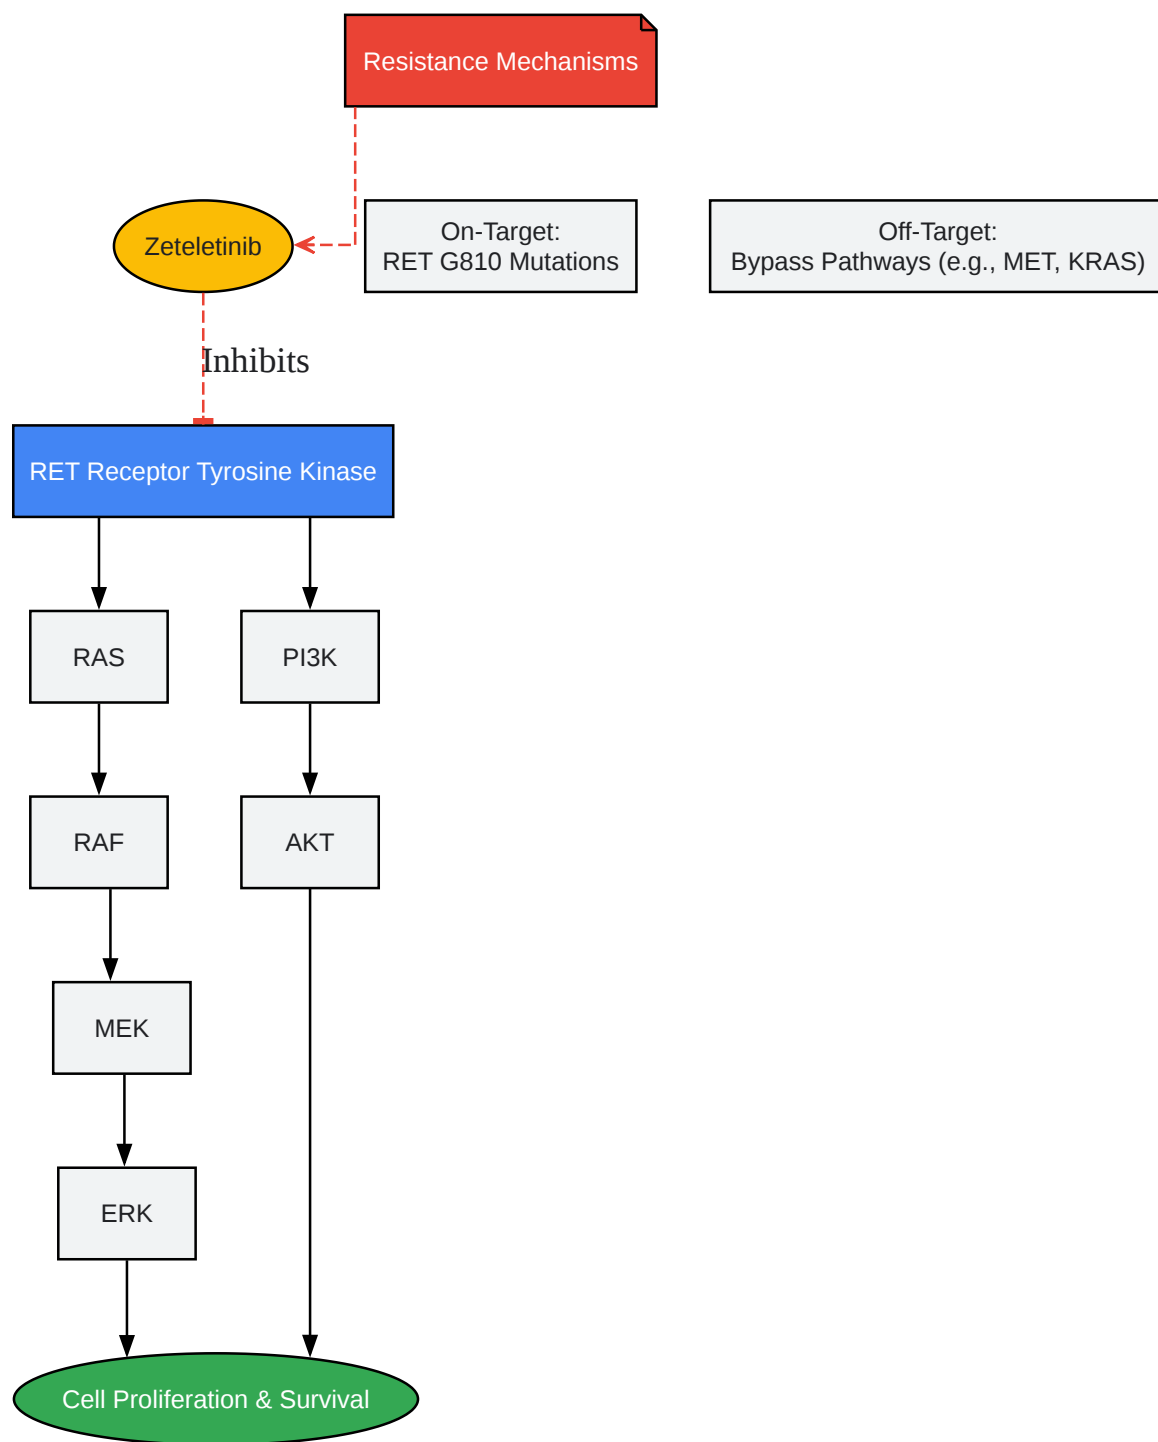 Resistance Mechanisms
Zeteletinib
On-Target:
RET G810 Mutations
Off-Target:
Bypass Pathways (e.g., MET, KRAS)
Inhibits
RET Receptor Tyrosine Kinase
RAS
PI3K
RAF
AKT
MEK
ERK
Cell Proliferation & Survival